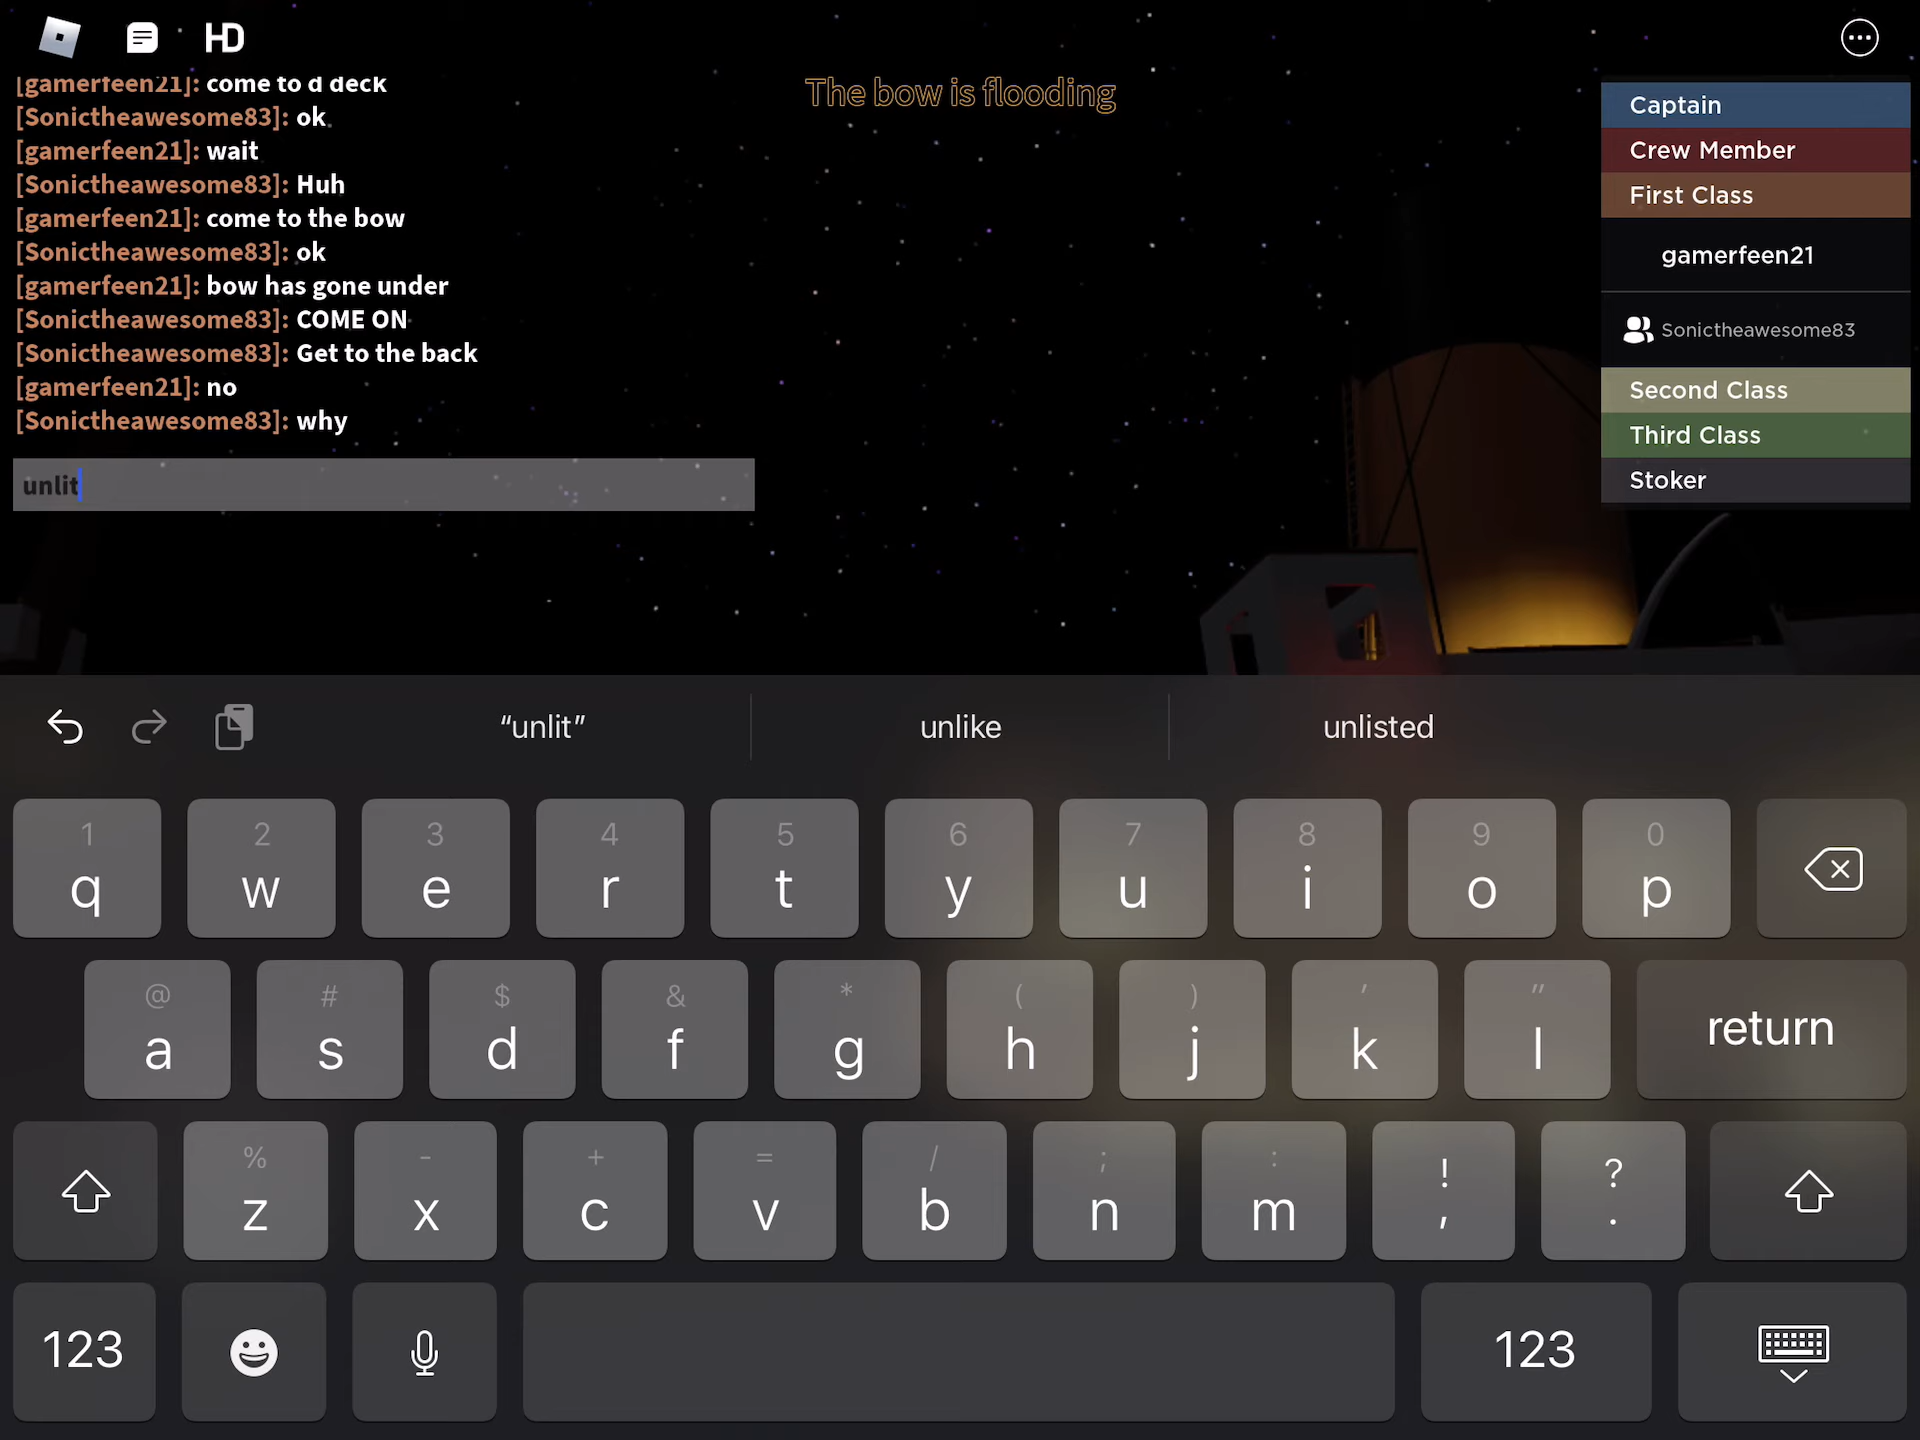 HD
[gamerfeen21]: come to d deck
[Sonictheawesome83]: ok
[gamerfeen21]: wait
[Sonictheawesome83]: Huh
[gamerfeen21]: come to the bow
[Sonictheawesome83]: ok
[gamerfeen21]: bow has gone under
[Sonictheawesome83]: COME ON
[Sonictheawesome83]: Get to the back
[gamerfeen21]: no
[Sonictheawesome83]: why
unlit
The bow is flooding
Captain
Crew Member
First Class
gamerfeen21
Sonictheawesome83
Second Class
Third Class
Stoker
“unlit” unlike unlisted
1 2 3 4 5 6 7 8 9 0
q w e r t y u i o p
@ # $ & * ( ) ' "
a s d f g h j k l return
% - + = / ; : ! ?
z x c v b n m , .
123 123